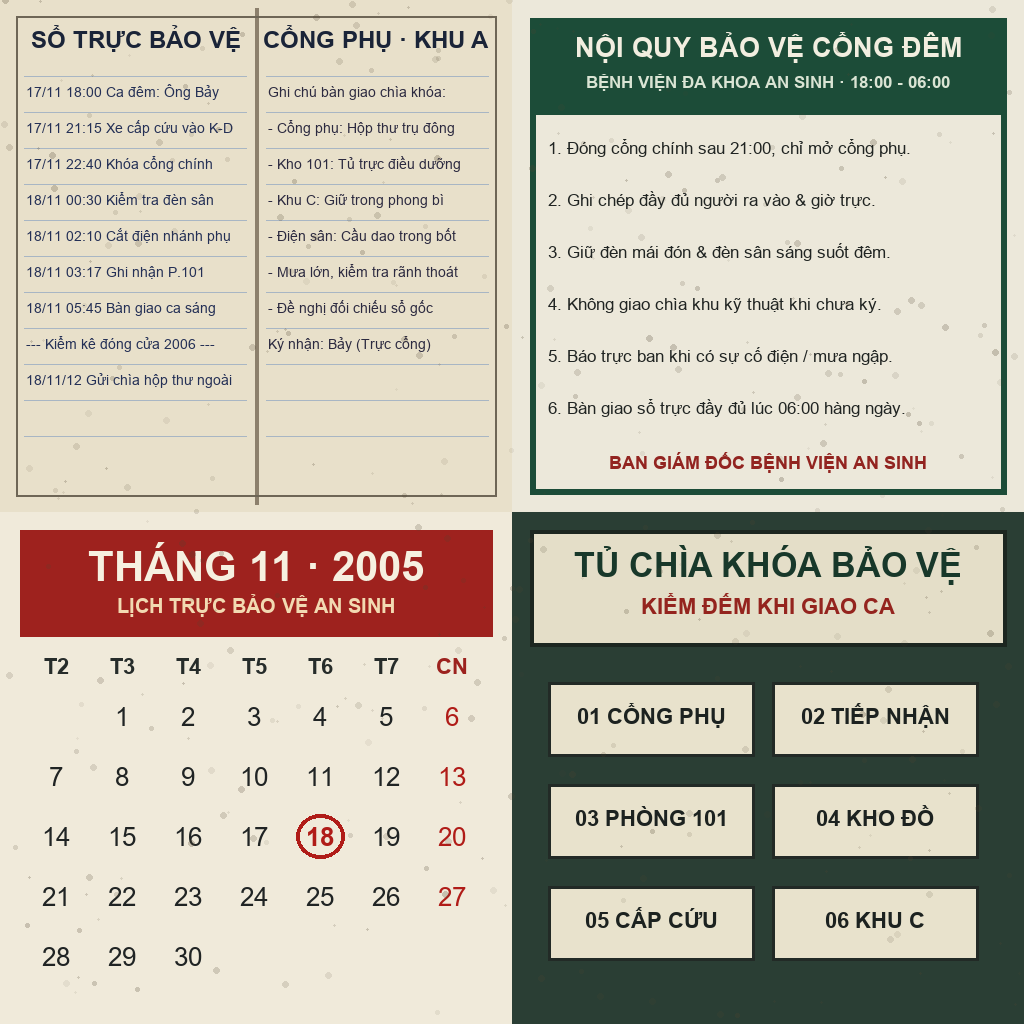 SỔ TRỰC BẢO VỆ
17/11 18:00 Ca đêm: Ông Bảy
17/11 21:15 Xe cấp cứu vào K-D
17/11 22:40 Khóa cổng chính
18/11 00:30 Kiểm tra đèn sân
18/11 02:10 Cắt điện nhánh phụ
18/11 03:17 Ghi nhận P.101
18/11 05:45 Bàn giao ca sáng
--- Kiểm kê đóng cửa 2006 ---
18/11/12 Gửi chìa hộp thư ngoài
CỔNG PHỤ · KHU A
Ghi chú bàn giao chìa khóa:
- Cổng phụ: Hộp thư trụ đông
- Kho 101: Tủ trực điều dưỡng
- Khu C: Giữ trong phong bì
- Điện sân: Cầu dao trong bốt
- Mưa lớn, kiểm tra rãnh thoát
- Đề nghị đối chiếu sổ gốc
Ký nhận: Bảy (Trực cổng)
NỘI QUY BẢO VỆ CỔNG ĐÊM
BỆNH VIỆN ĐA KHOA AN SINH · 18:00 - 06:00
1. Đóng cổng chính sau 21:00, chỉ mở cổng phụ.
2. Ghi chép đầy đủ người ra vào & giờ trực.
3. Giữ đèn mái đón & đèn sân sáng suốt đêm.
4. Không giao chìa khu kỹ thuật khi chưa ký.
5. Báo trực ban khi có sự cố điện / mưa ngập.
6. Bàn giao sổ trực đầy đủ lúc 06:00 hàng ngày.
BAN GIÁM ĐỐC BỆNH VIỆN AN SINH
THÁNG 11 · 2005
LỊCH TRỰC BẢO VỆ AN SINH
T2 T3 T4 T5 T6 T7 CN
1 2 3 4 5 6
7 8 9 10 11 12 13
14 15 16 17 18 19 20
21 22 23 24 25 26 27
28 29 30
TỦ CHÌA KHÓA BẢO VỆ
KIỂM ĐẾM KHI GIAO CA
01 CỔNG PHỤ
02 TIẾP NHẬN
03 PHÒNG 101
04 KHO ĐỒ
05 CẤP CỨU
06 KHU C